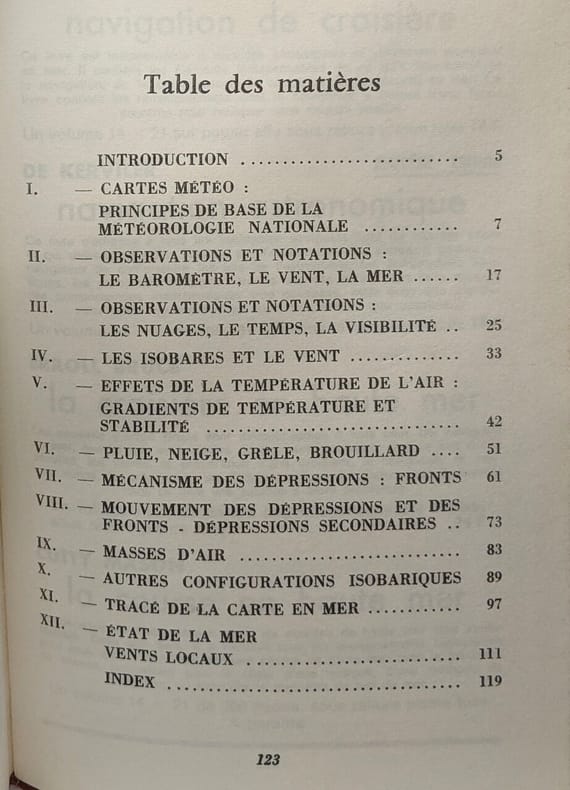 Table des matières
INTRODUCTION .......................... 5
I. — CARTES MÉTÉO :
PRINCIPES DE BASE DE LA
MÉTÉOROLOGIE NATIONALE ............ 7
II. — OBSERVATIONS ET NOTATIONS :
LE BAROMÈTRE, LE VENT, LA MER ...... 17
III. — OBSERVATIONS ET NOTATIONS :
LES NUAGES, LE TEMPS, LA VISIBILITÉ .. 25
IV. — LES ISOBARES ET LE VENT ............. 33
V. — EFFETS DE LA TEMPÉRATURE DE L'AIR :
GRADIENTS DE TEMPÉRATURE ET
STABILITÉ .............................. 42
VI. — PLUIE, NEIGE, GRÊLE, BROUILLARD .... 51
VII. — MÉCANISME DES DÉPRESSIONS : FRONTS 61
VIII. — MOUVEMENT DES DÉPRESSIONS ET DES
FRONTS - DÉPRESSIONS SECONDAIRES .. 73
IX. — MASSES D'AIR .......................... 83
X. — AUTRES CONFIGURATIONS ISOBARIQUES 89
XI. — TRACÉ DE LA CARTE EN MER ............ 97
XII. — ÉTAT DE LA MER
VENTS LOCAUX ......................... 111
INDEX .................................. 119
123
navigation de croisière
DE KERVILER